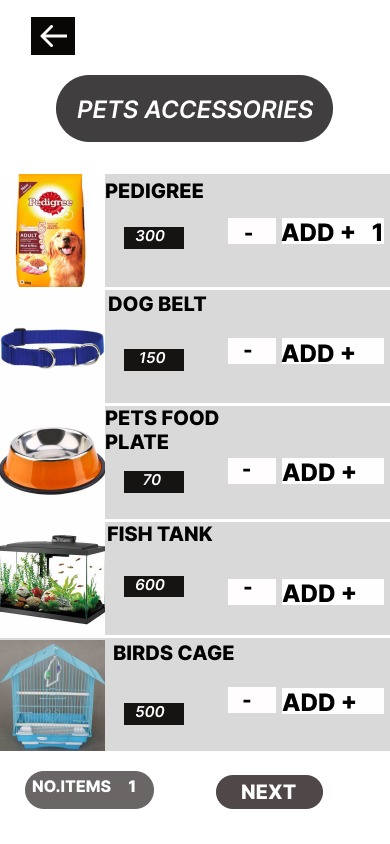 PETS ACCESSORIES
Pedigree
ADULT
PEDIGREE
300
- ADD + 1
DOG BELT
150
- ADD +
PETS FOOD
PLATE
70
- ADD +
FISH TANK
600
- ADD +
BIRDS CAGE
500
- ADD +
NO.ITEMS 1
NEXT